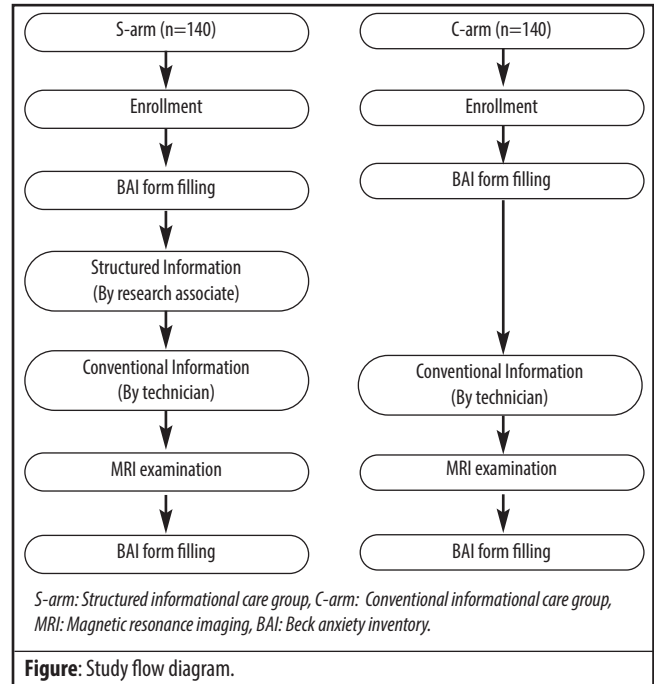 S-arm (n=140)
Enrollment
BAI form filling
Structured Information
(By research associate)
Conventional Information
(By technician)
MRI examination
BAI form filling
C-arm (n=140)
Enrollment
BAI form filling
Conventional Information
(By technician)
MRI examination
BAI form filling
S-arm: Structured informational care group, C-arm: Conventional informational care group,
MRI: Magnetic resonance imaging, BAI: Beck anxiety inventory.
Figure: Study flow diagram.